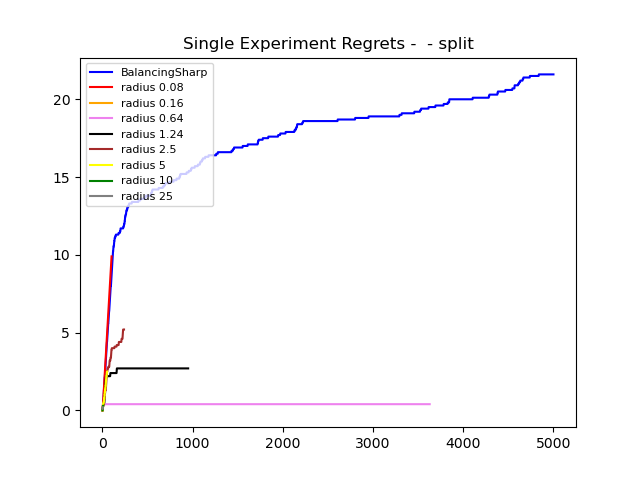 Single Experiment Regrets -  - split
BalancingSharp
radius 0.08
radius 0.16
radius 0.64
radius 1.24
radius 2.5
radius 5
radius 10
radius 25
20
15
10
5
0
0 1000 2000 3000 4000 5000